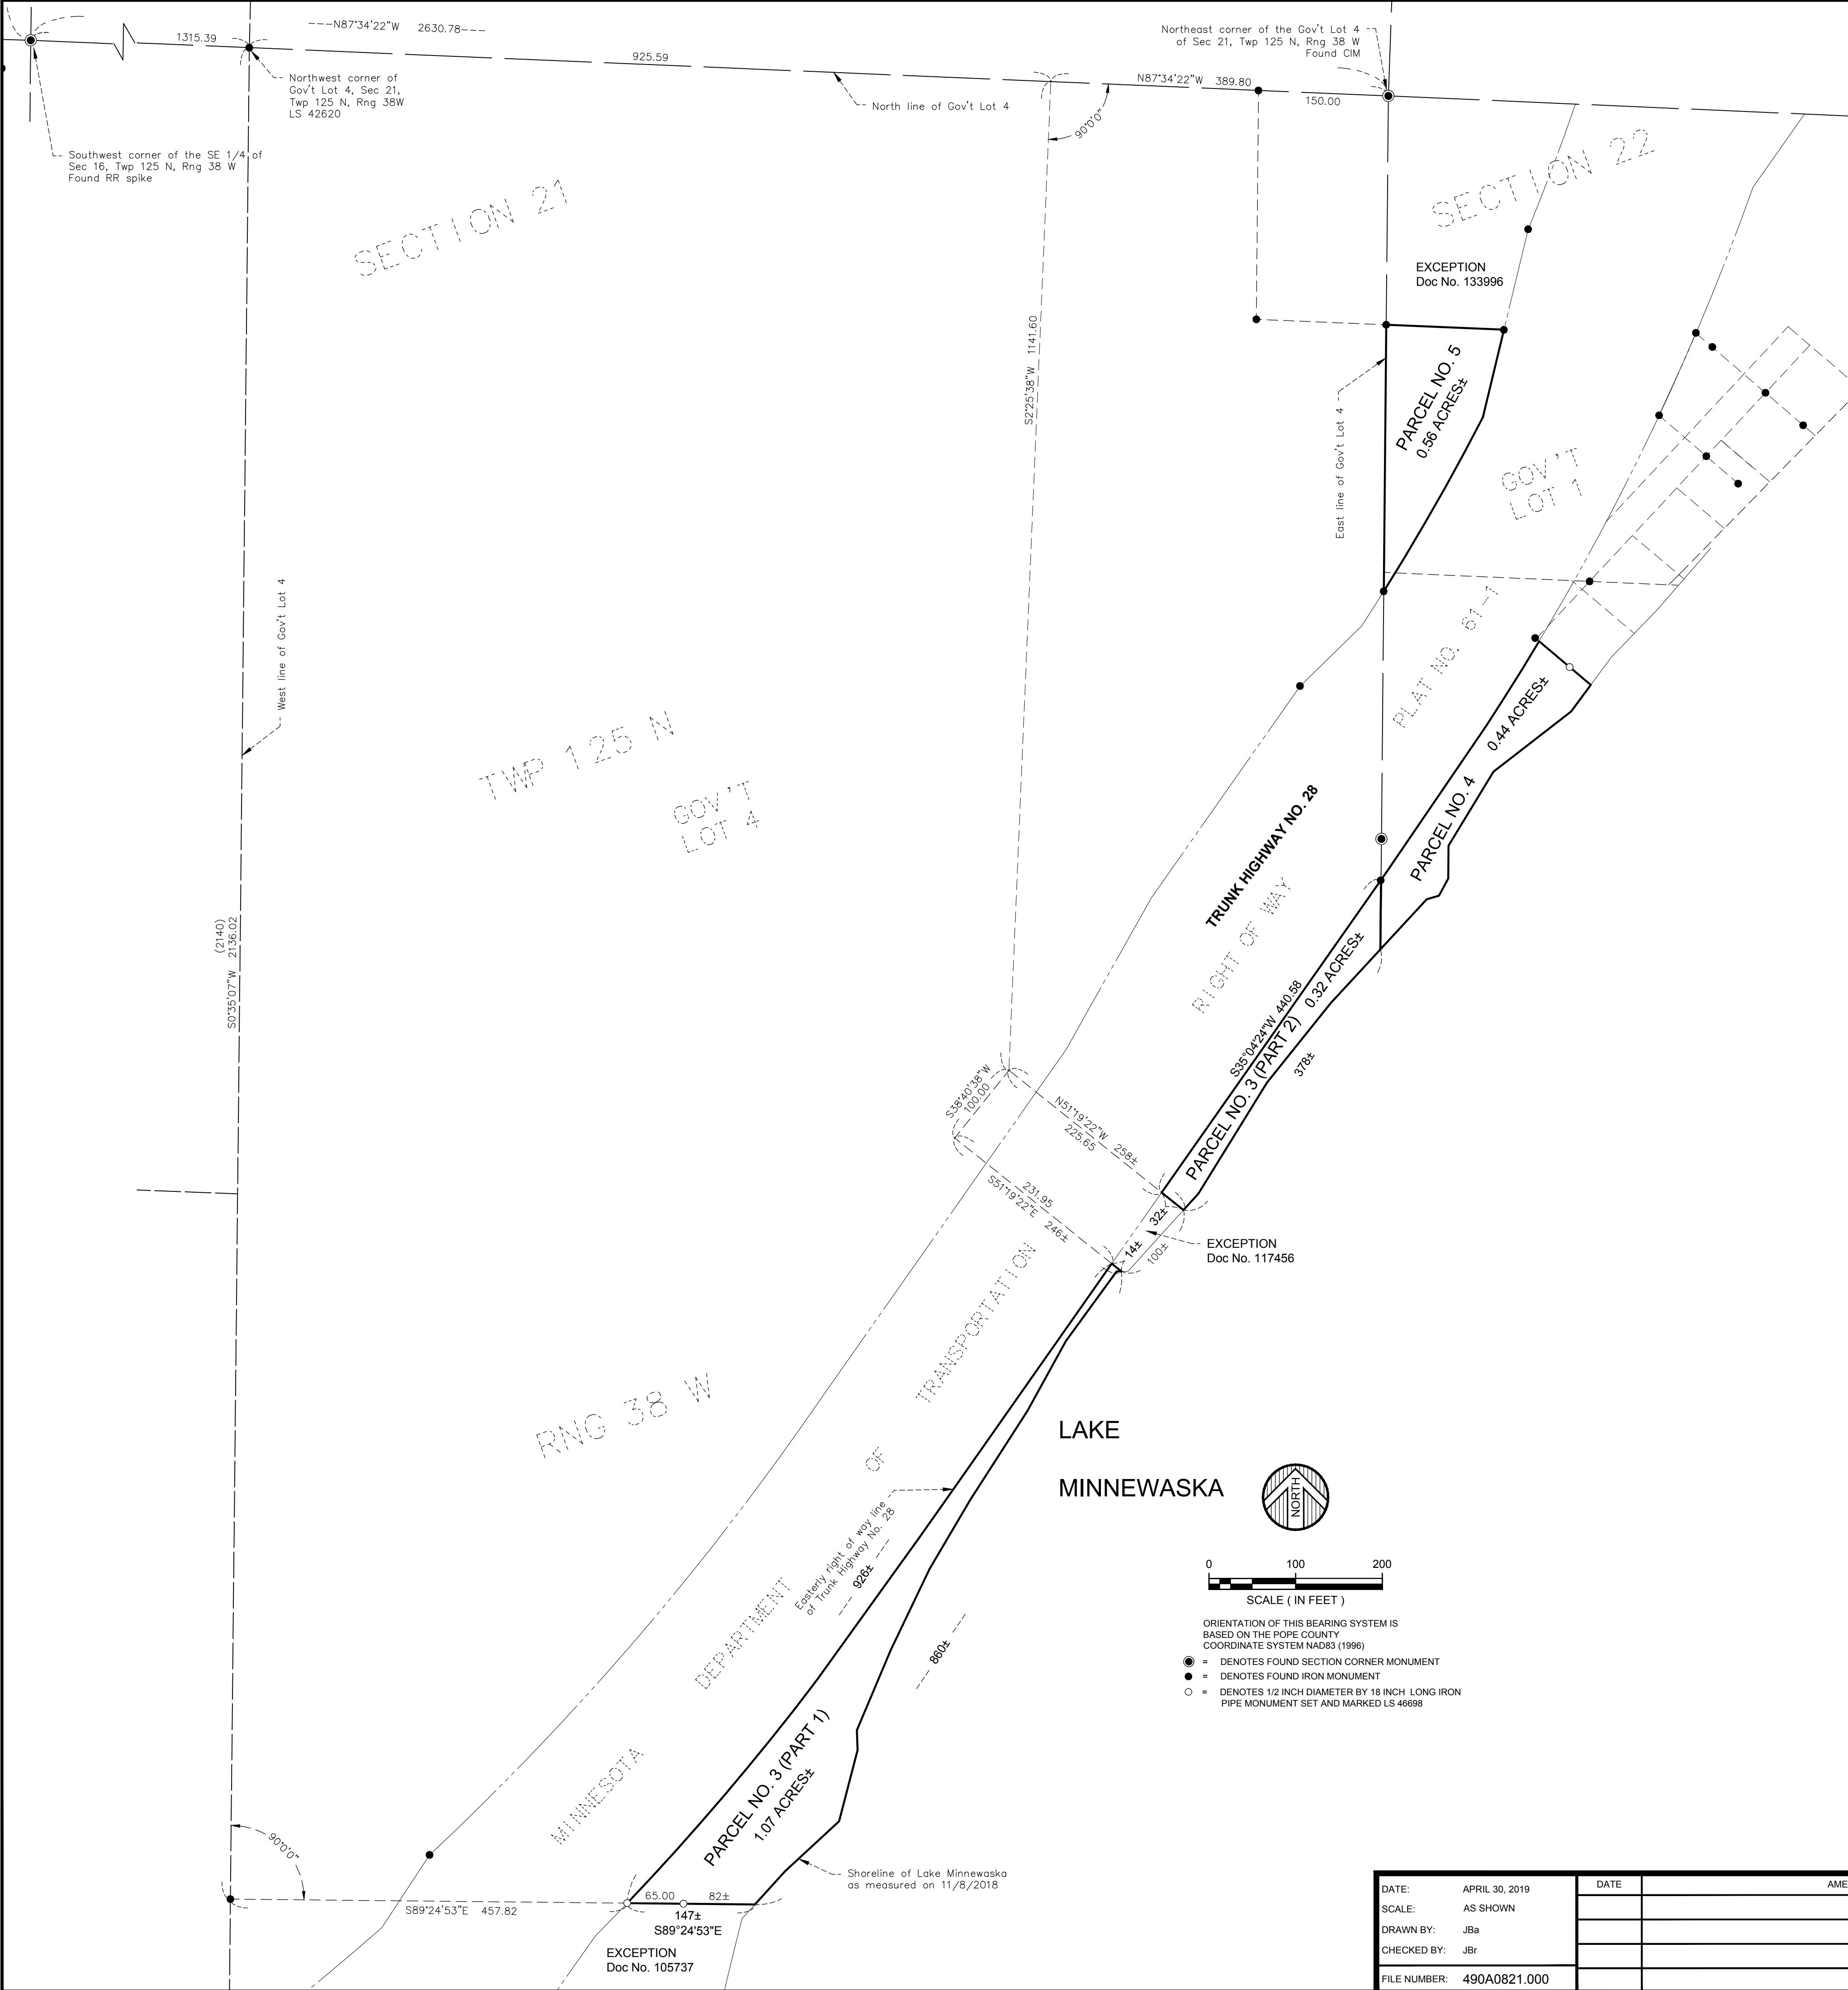 ---N87°34'22"W 2630.78---
1315.39
925.59
N87°34'22"W 389.80
150.00
Northeast corner of the Gov't Lot 4
of Sec 21, Twp 125 N, Rng 38 W
Found CIM
Northwest corner of
Gov't Lot 4, Sec 21,
Twp 125 N, Rng 38W
LS 42620
North line of Gov't Lot 4
90°0'0"
Southwest corner of the SE 1/4 of
Sec 16, Twp 125 N, Rng 38 W
Found RR spike
SECTION 21
SECTION 22
EXCEPTION
Doc No. 133996
S2°25'38"W 1141.60
PARCEL NO. 5
0.56 ACRES±
East line of Gov't Lot 4
GOV'T
LOT 1
West line of Gov't Lot 4
PLAT NO. 61-1
TWP 125 N
GOV'T
LOT 4
0.44 ACRES±
PARCEL NO. 4
TRUNK HIGHWAY NO. 28
RIGHT OF WAY
(2140)
S0°35'07"W 2136.02
S35°04'24"W 440.58
PARCEL NO. 3 (PART 2) 0.32 ACRES±
378±
S38°40'38"W
100.00
N51°19'22"W 258±
225.65
231.95
S51°19'22"E 246±
32±
14±
100±
EXCEPTION
Doc No. 117456
TRANSPORTATION
RNG 38 W
OF
LAKE
MINNEWASKA
NORTH
Easterly right of way line
of Trunk Highway No. 28
926±
860±
DEPARTMENT
MINNESOTA
0 100 200
SCALE ( IN FEET )
ORIENTATION OF THIS BEARING SYSTEM IS
BASED ON THE POPE COUNTY
COORDINATE SYSTEM NAD83 (1996)
= DENOTES FOUND SECTION CORNER MONUMENT
= DENOTES FOUND IRON MONUMENT
= DENOTES 1/2 INCH DIAMETER BY 18 INCH LONG IRON
PIPE MONUMENT SET AND MARKED LS 46698
PARCEL NO. 3 (PART 1)
1.07 ACRES±
90°0'0"
Shoreline of Lake Minnewaska
as measured on 11/8/2018
S89°24'53"E 457.82
65.00 82±
147±
S89°24'53"E
EXCEPTION
Doc No. 105737
DATE: APRIL 30, 2019
SCALE: AS SHOWN
DRAWN BY: JBa
CHECKED BY: JBr
FILE NUMBER: 490A0821.000
DATE AME